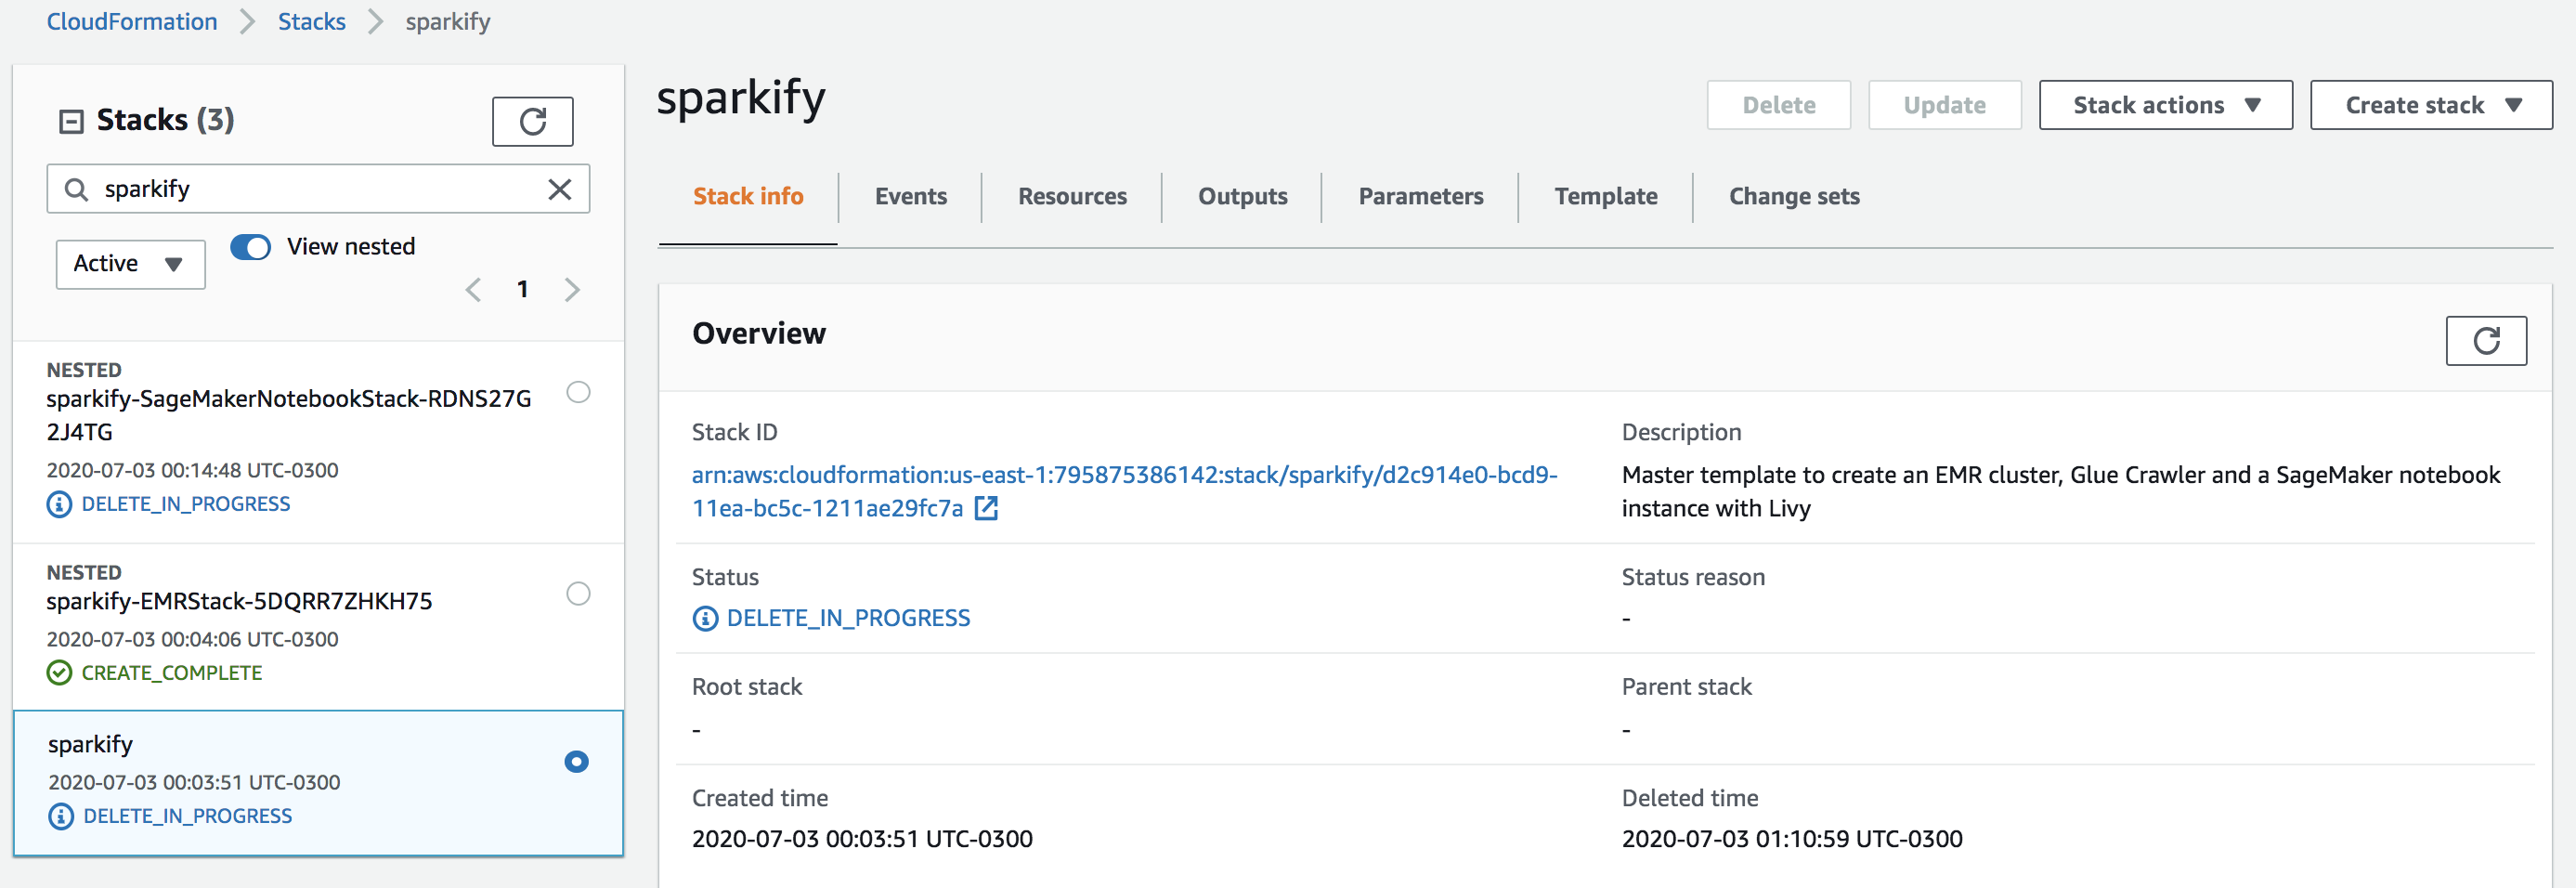 CloudFormation > Stacks > sparkify
Stacks (3)
sparkify
Active
View nested
1
NESTED
sparkify-SageMakerNotebookStack-RDNS27G
2J4TG
2020-07-03 00:14:48 UTC-0300
DELETE_IN_PROGRESS
NESTED
sparkify-EMRStack-5DQRR7ZHKH75
2020-07-03 00:04:06 UTC-0300
CREATE_COMPLETE
sparkify
2020-07-03 00:03:51 UTC-0300
DELETE_IN_PROGRESS
sparkify
Delete Update Stack actions Create stack
Stack info Events Resources Outputs Parameters Template Change sets
Overview
Stack ID
arn:aws:cloudformation:us-east-1:795875386142:stack/sparkify/d2c914e0-bcd9-
11ea-bc5c-1211ae29fc7a
Description
Master template to create an EMR cluster, Glue Crawler and a SageMaker notebook
instance with Livy
Status
DELETE_IN_PROGRESS
Status reason
-
Root stack
-
Parent stack
-
Created time
2020-07-03 00:03:51 UTC-0300
Deleted time
2020-07-03 01:10:59 UTC-0300